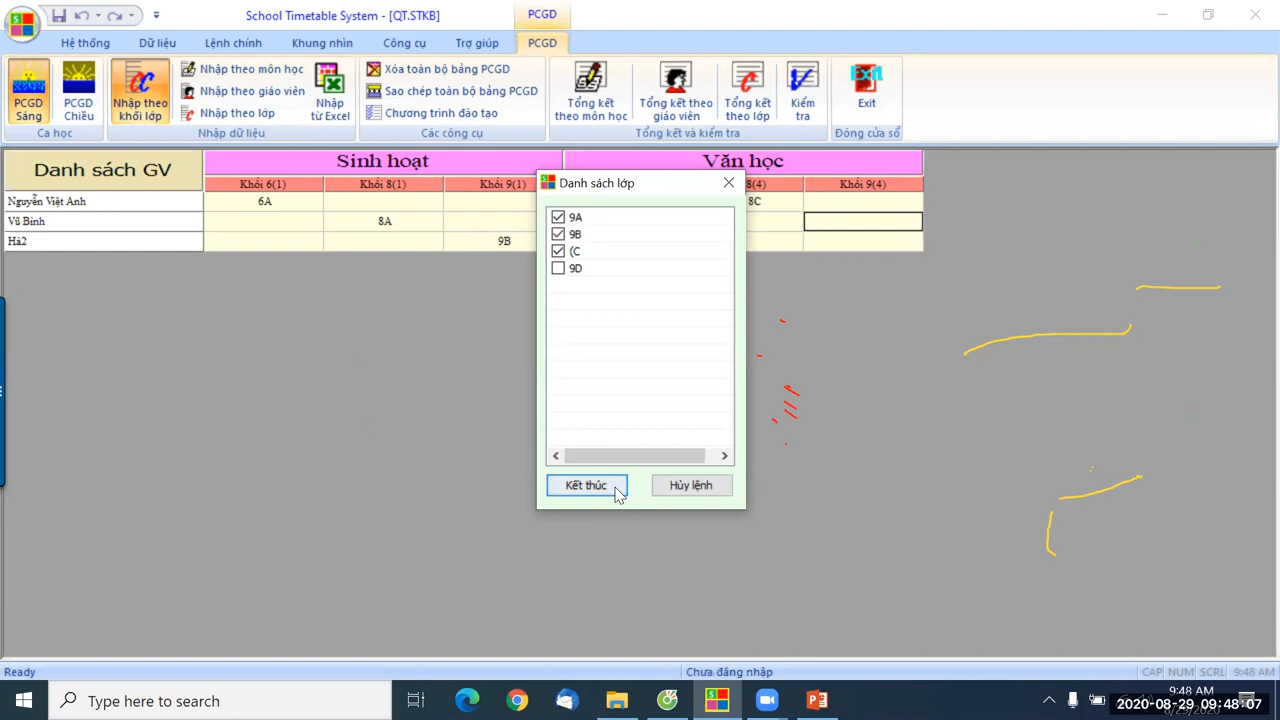 School Timetable System - [QT.STKB]
PCGD
Hệ thống
Dữ liệu
Lệnh chính
Khung nhìn
Công cụ
Trợ giúp
PCGD
PCGD Sáng
PCGD Chiều
Ca học
Nhập theo khối lớp
Nhập theo môn học
Nhập theo giáo viên
Nhập theo lớp
Nhập từ Excel
Nhập dữ liệu
Xóa toàn bộ bảng PCGD
Sao chép toàn bộ bảng PCGD
Chương trình đào tạo
Các công cụ
Tổng kết theo môn học
Tổng kết theo giáo viên
Tổng kết theo lớp
Kiểm tra
Tổng kết và kiểm tra
Exit
Đóng cửa sổ
Danh sách GV
Sinh hoạt
Văn học
Khối 6(1)
Khối 8(1)
Khối 9(1)
8(4)
Khối 9(4)
Nguyễn Việt Anh
6A
8C
Vũ Bính
8A
Hà2
9B
Danh sách lớp
9A
9B
(C
9D
Kết thúc
Hủy lệnh
Ready
Chưa đăng nhập
CAP NUM SCRL 9:48 AM
Type here to search
9:48 AM
2020-08-29 09:48:07